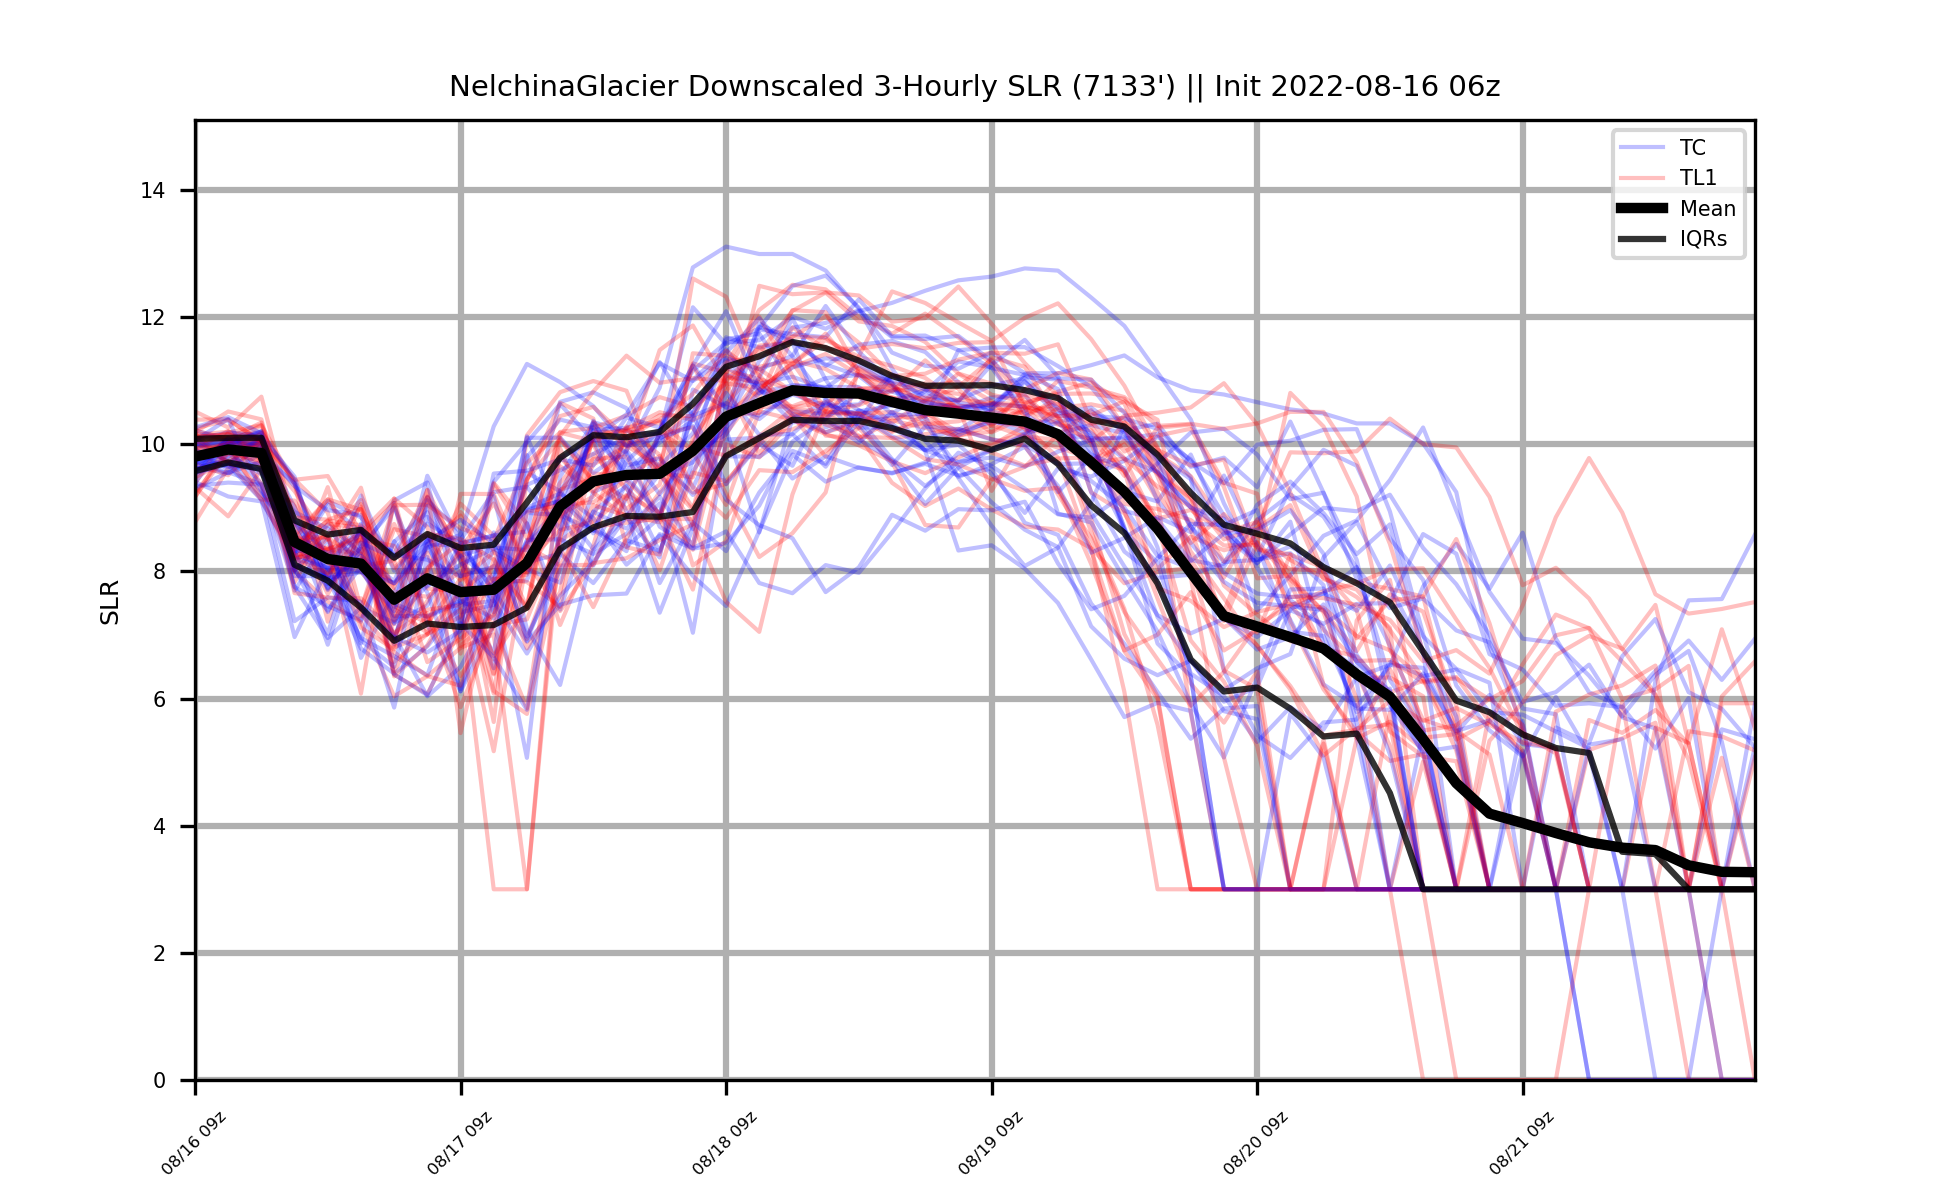 NelchinaGlacier Downscaled 3-Hourly SLR (7133') || Init 2022-08-16 06z
TC
TL1
Mean
IQRs
SLR
14
12
10
8
6
4
2
0
08/16 09z
08/17 09z
08/18 09z
08/19 09z
08/20 09z
08/21 09z